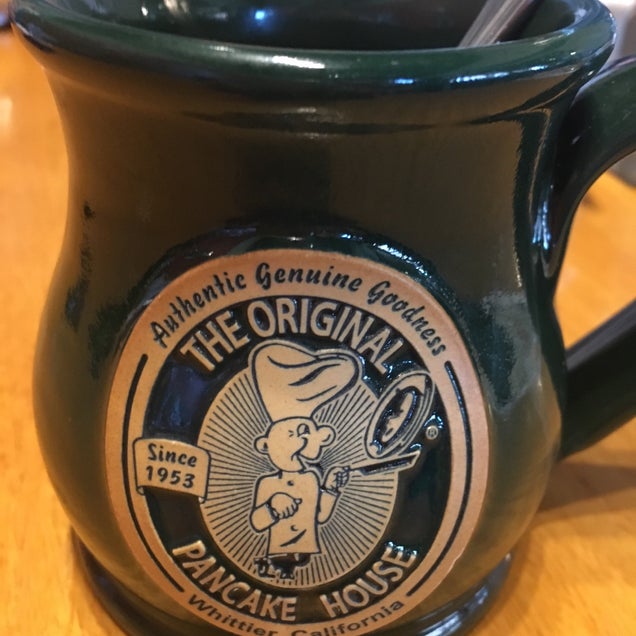 Authentic Genuine Goodness
THE ORIGINAL
Since
1953
®
PANCAKE HOUSE
Whittier, California